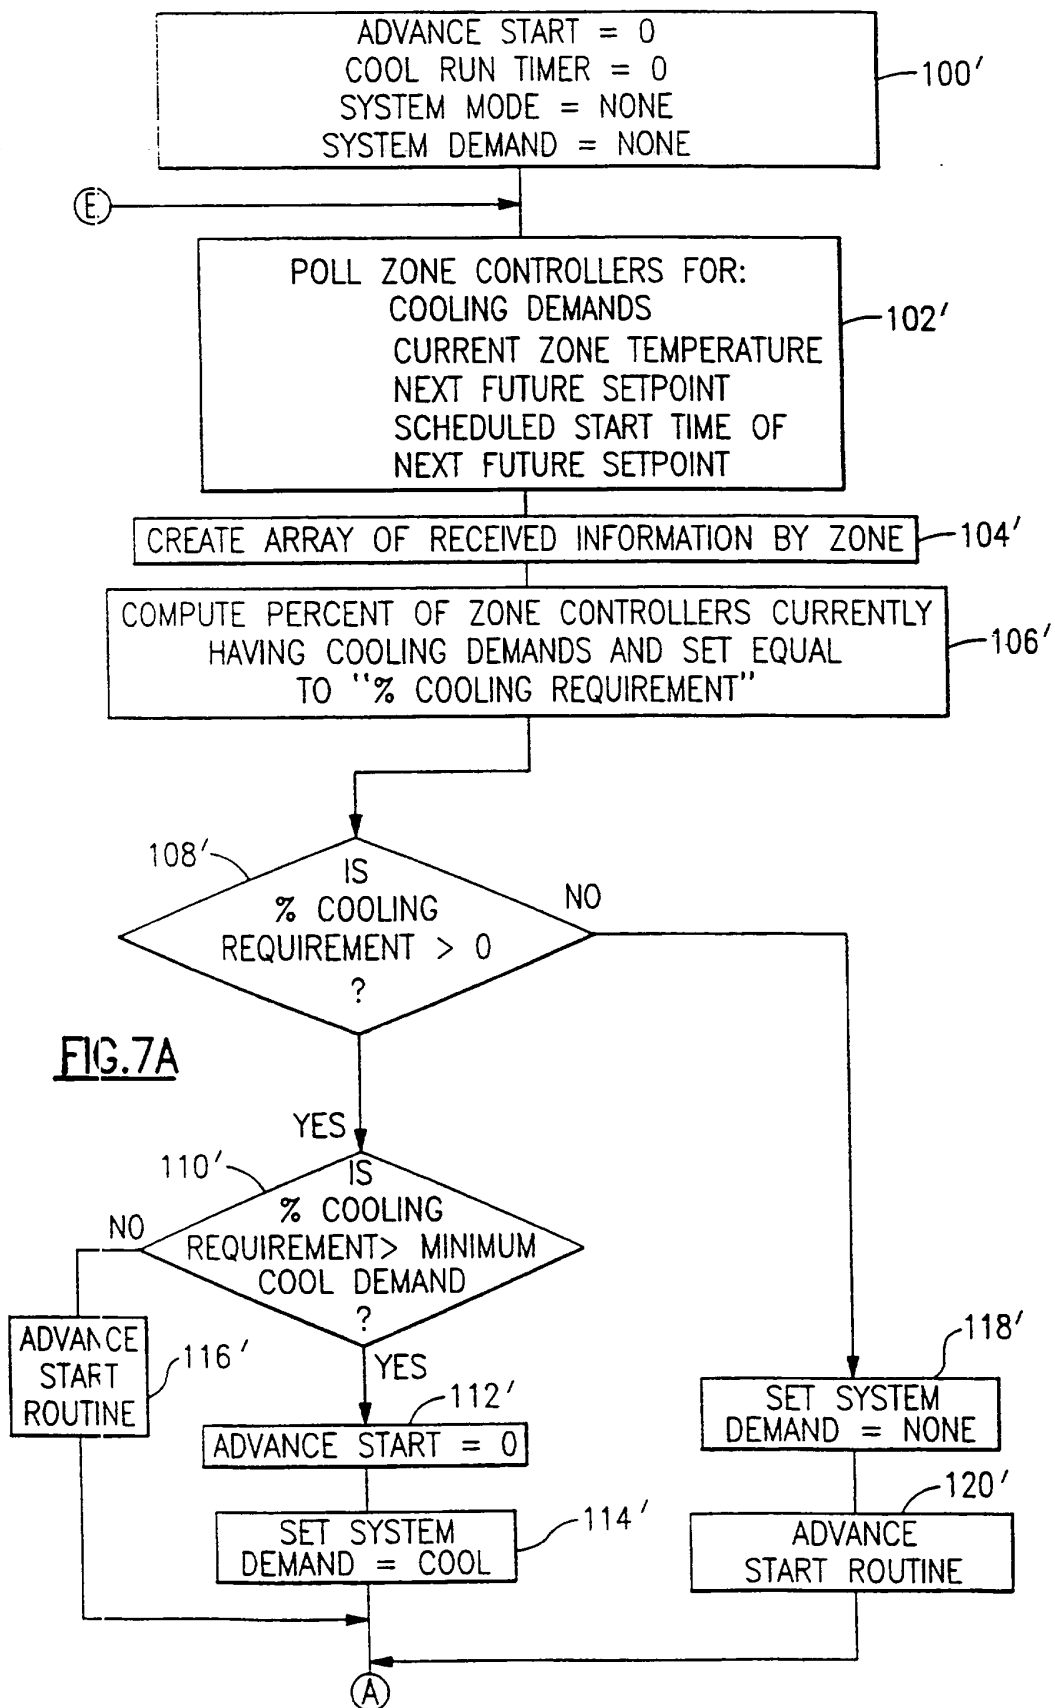 ADVANCE START = 0
COOL RUN TIMER = 0
SYSTEM MODE = NONE
SYSTEM DEMAND = NONE
100'
E
POLL ZONE CONTROLLERS FOR:
COOLING DEMANDS
CURRENT ZONE TEMPERATURE
NEXT FUTURE SETPOINT
SCHEDULED START TIME OF
NEXT FUTURE SETPOINT
102'
CREATE ARRAY OF RECEIVED INFORMATION BY ZONE
104'
COMPUTE PERCENT OF ZONE CONTROLLERS CURRENTLY
HAVING COOLING DEMANDS AND SET EQUAL
TO "% COOLING REQUIREMENT"
106'
108'
IS
% COOLING
REQUIREMENT > 0
?
NO
FIG.7A
YES
110'
IS
% COOLING
REQUIREMENT> MINIMUM
COOL DEMAND
?
NO
YES
ADVANCE
START
ROUTINE
116'
112'
ADVANCE START = 0
SET SYSTEM
DEMAND = COOL
114'
118'
SET SYSTEM
DEMAND = NONE
120'
ADVANCE
START ROUTINE
A